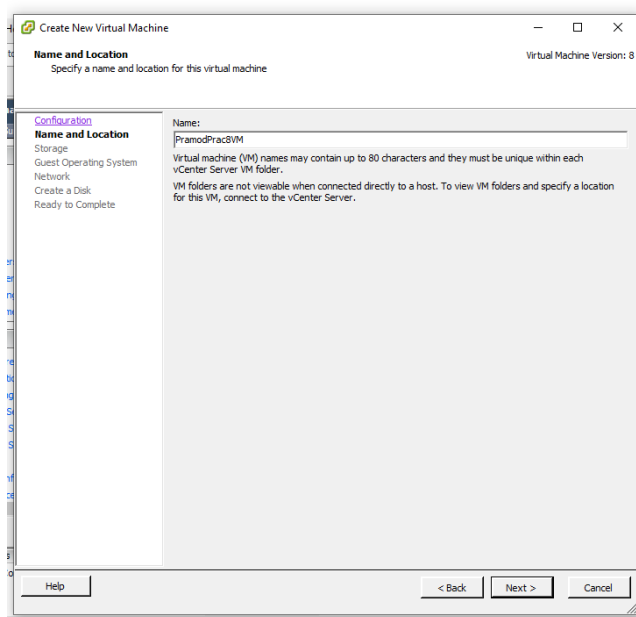 Create New Virtual Machine
Name and Location
Specify a name and location for this virtual machine
Virtual Machine Version: 8
Configuration
Name and Location
Storage
Guest Operating System
Network
Create a Disk
Ready to Complete
Name:
PramodPrac8VM
Virtual machine (VM) names may contain up to 80 characters and they must be unique within each
vCenter Server VM folder.
VM folders are not viewable when connected directly to a host. To view VM folders and specify a location
for this VM, connect to the vCenter Server.
Help
< Back
Next >
Cancel